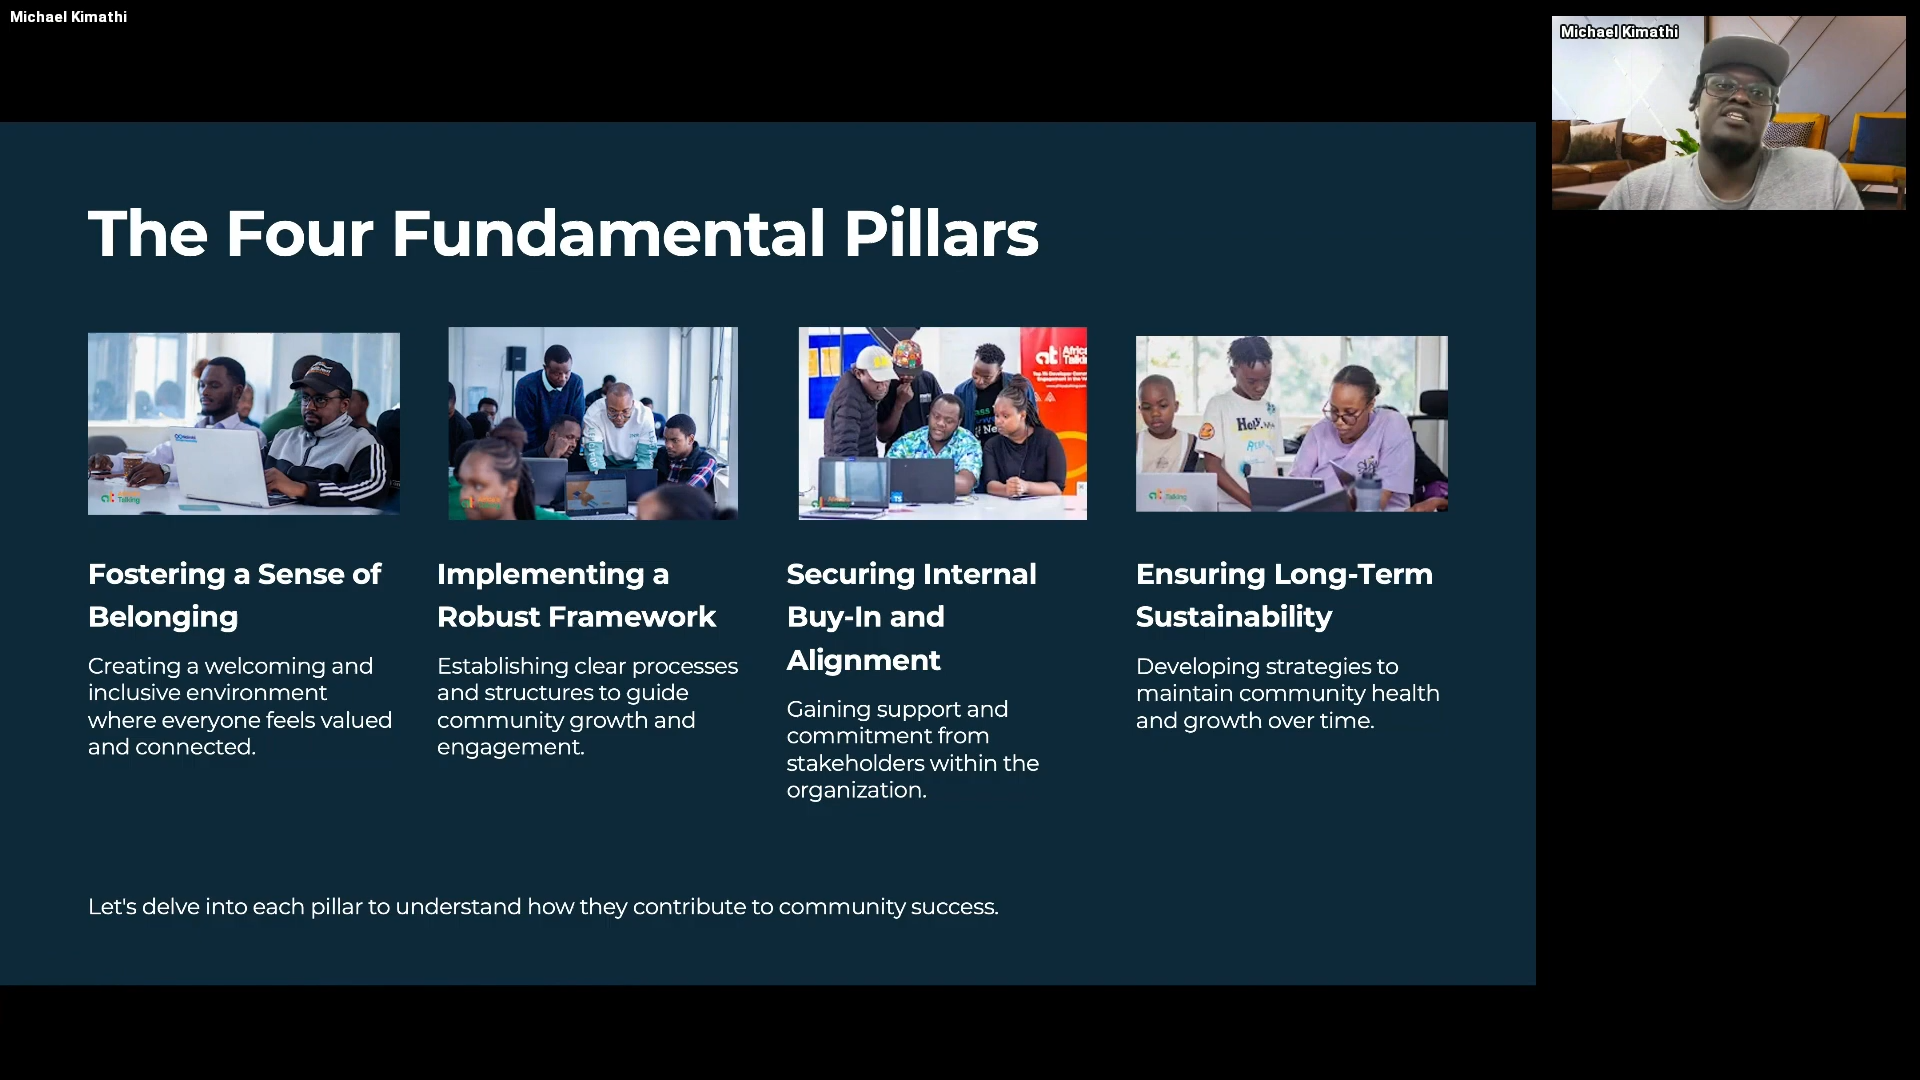 Michael Kimathi
Michael Kimathi
The Four Fundamental Pillars
Fostering a Sense of
Belonging
Creating a welcoming and
inclusive environment
where everyone feels valued
and connected.
Implementing a
Robust Framework
Establishing clear processes
and structures to guide
community growth and
engagement.
at
Securing Internal
Buy-In and
Alignment
Gaining support and
commitment from
stakeholders within the
organization.
Talking
Ensuring Long-Term
Sustainability
Developing strategies to
maintain community health
and growth over time.
Let's delve into each pillar to understand how they contribute to community success.